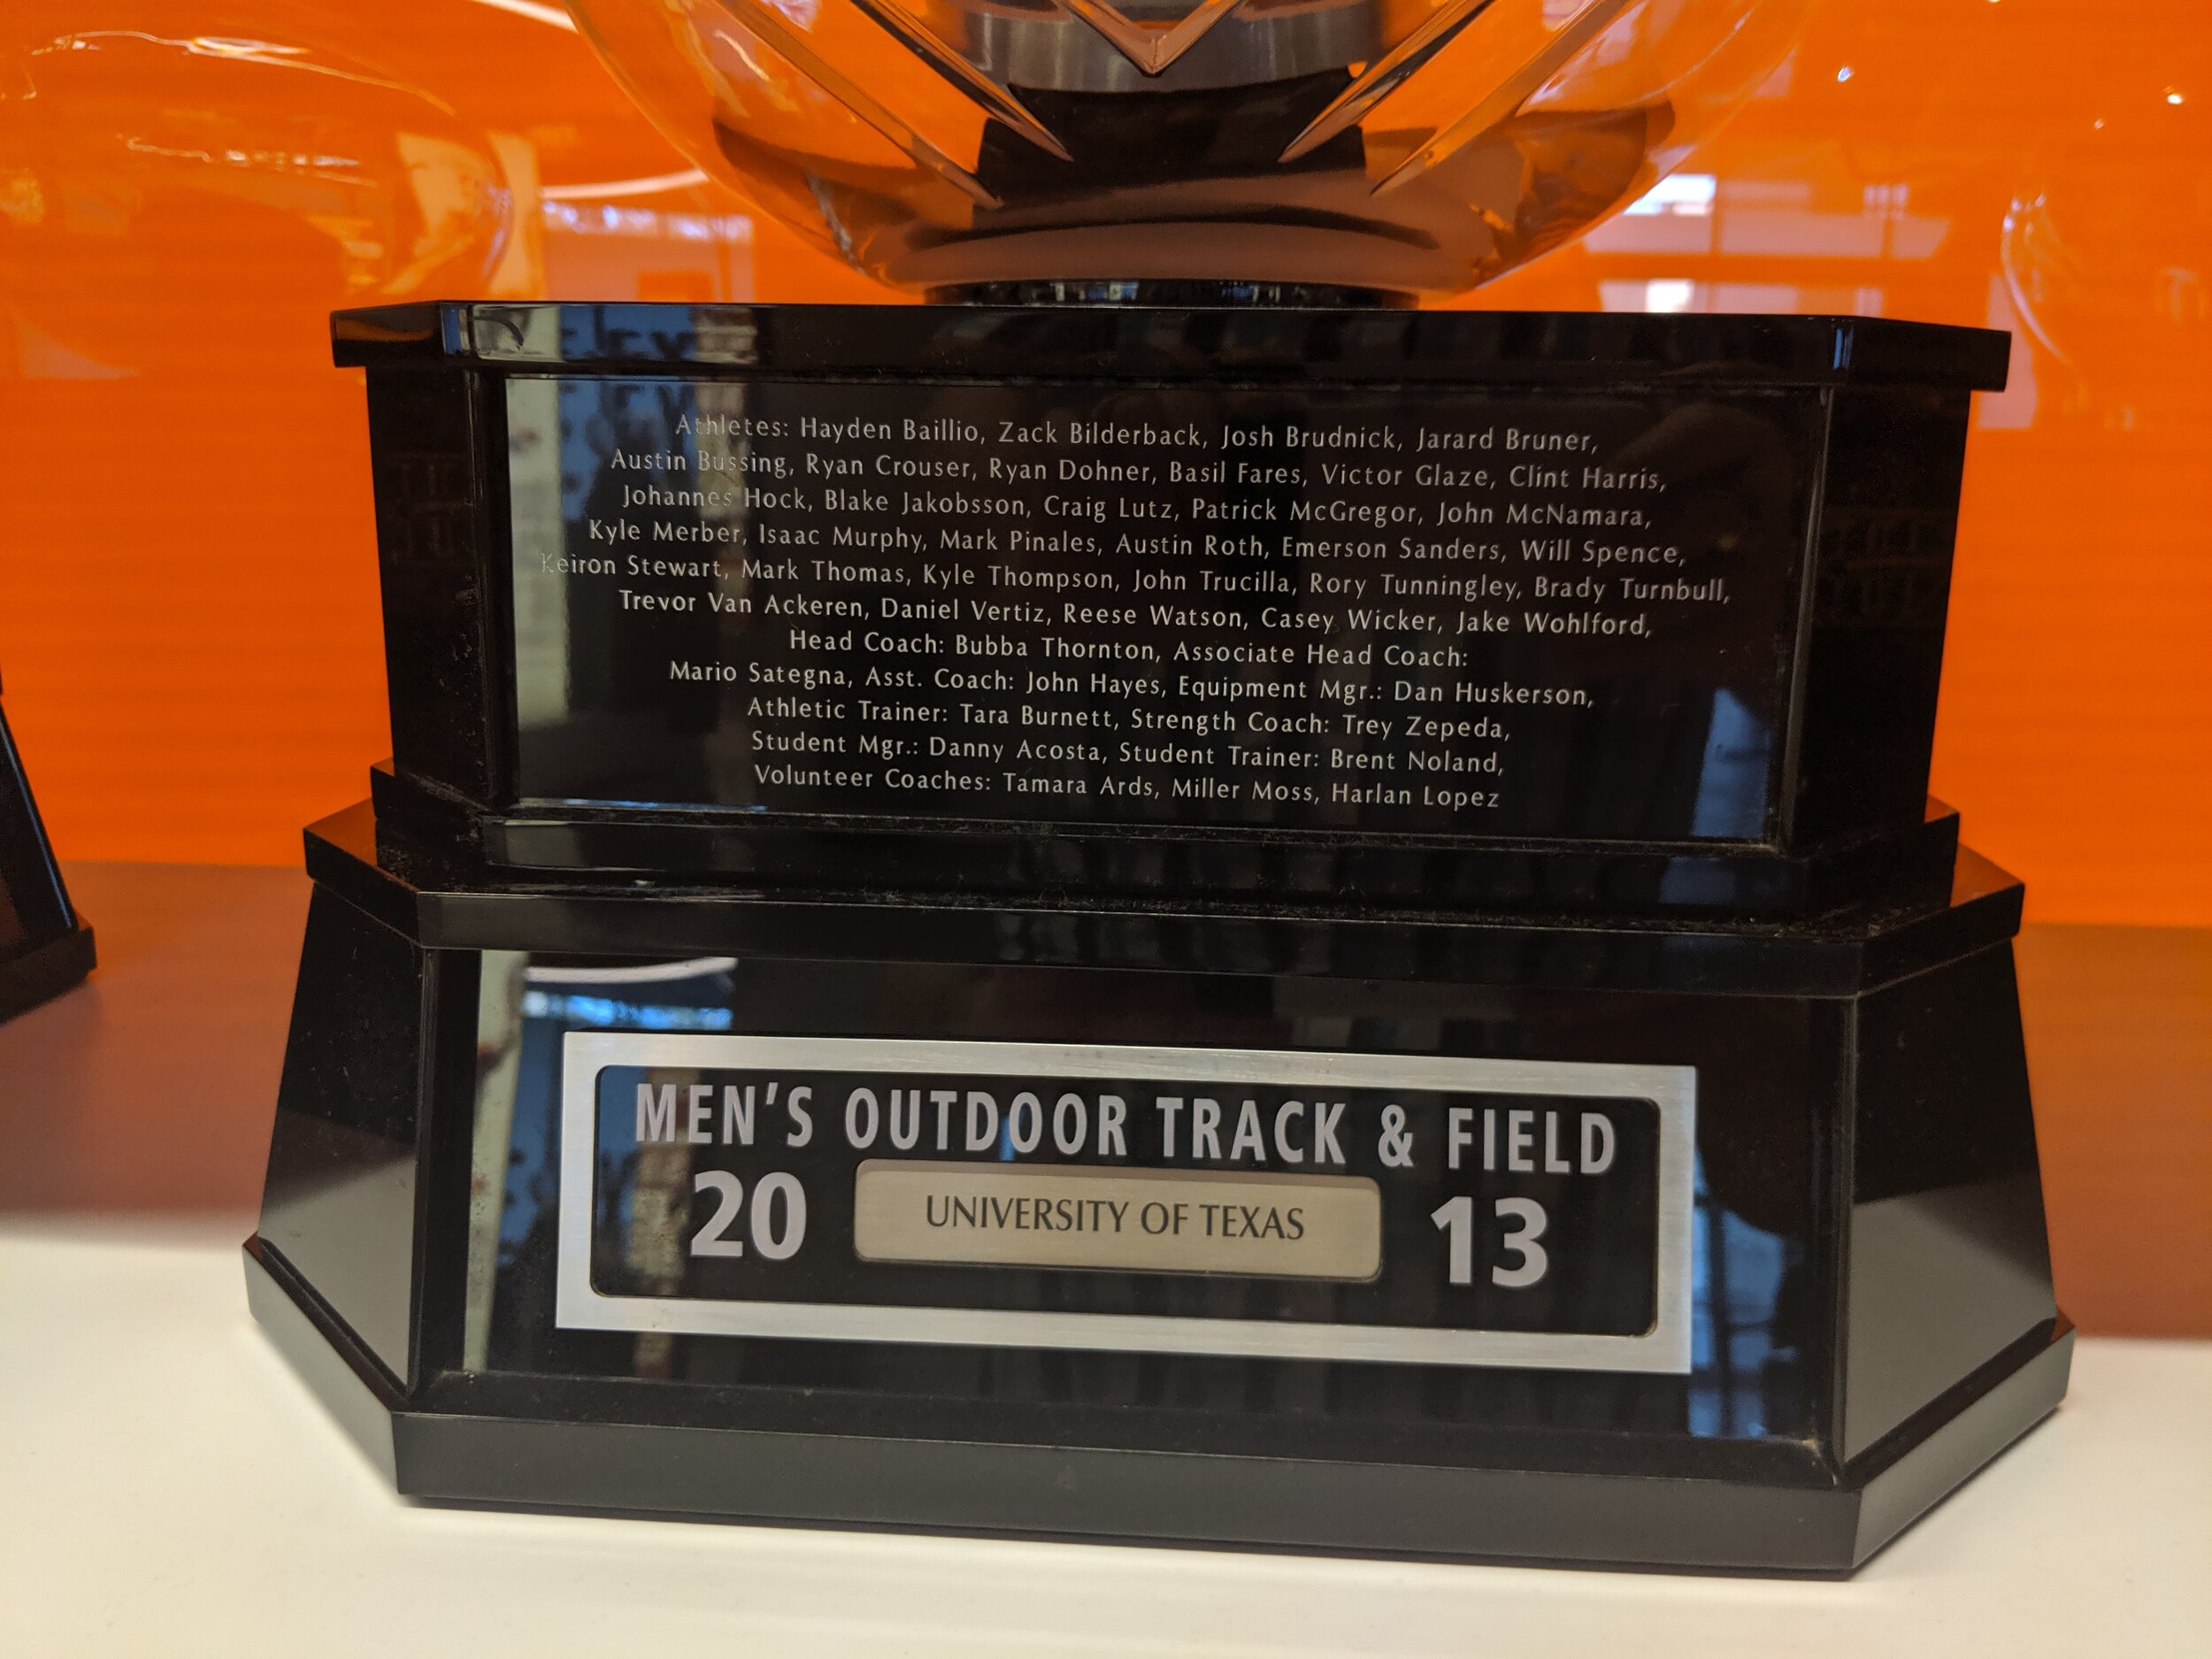 Athletes: Hayden Baillio, Zack Bilderback, Josh Brudnick, Jarard Bruner,
Austin Bussing, Ryan Crouser, Ryan Dohner, Basil Fares, Victor Glaze, Clint Harris,
Johannes Hock, Blake Jakobsson, Craig Lutz, Patrick McGregor, John McNamara,
Kyle Merber, Isaac Murphy, Mark Pinales, Austin Roth, Emerson Sanders, Will Spence,
Keiron Stewart, Mark Thomas, Kyle Thompson, John Trucilla, Rory Tunningley, Brady Turnbull,
Trevor Van Ackeren, Daniel Vertiz, Reese Watson, Casey Wicker, Jake Wohlford,
Head Coach: Bubba Thornton, Associate Head Coach:
Mario Sategna, Asst. Coach: John Hayes, Equipment Mgr.: Dan Huskerson,
Athletic Trainer: Tara Burnett, Strength Coach: Trey Zepeda,
Student Mgr.: Danny Acosta, Student Trainer: Brent Noland,
Volunteer Coaches: Tamara Ards, Miller Moss, Harlan Lopez
MEN'S OUTDOOR TRACK & FIELD
20 UNIVERSITY OF TEXAS 13